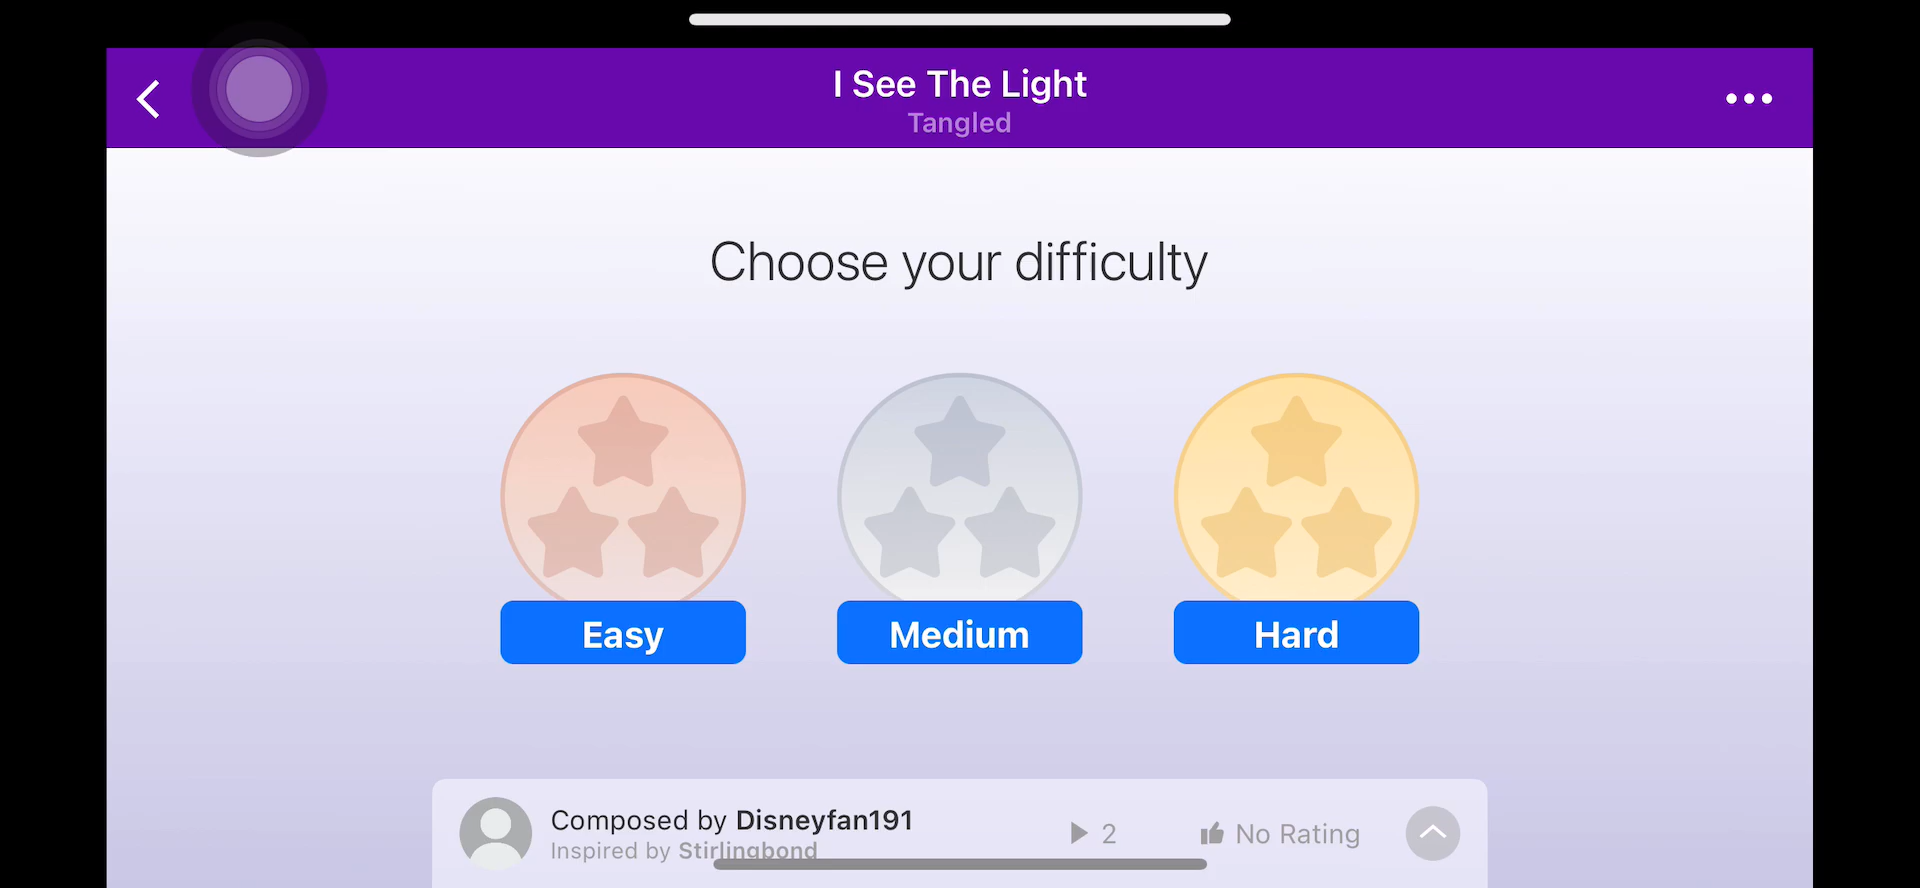 I See The Light
Tangled
Choose your difficulty
Easy
Medium
Hard
Composed by Disneyfan191
2
No Rating
Inspired by Stirlingbond